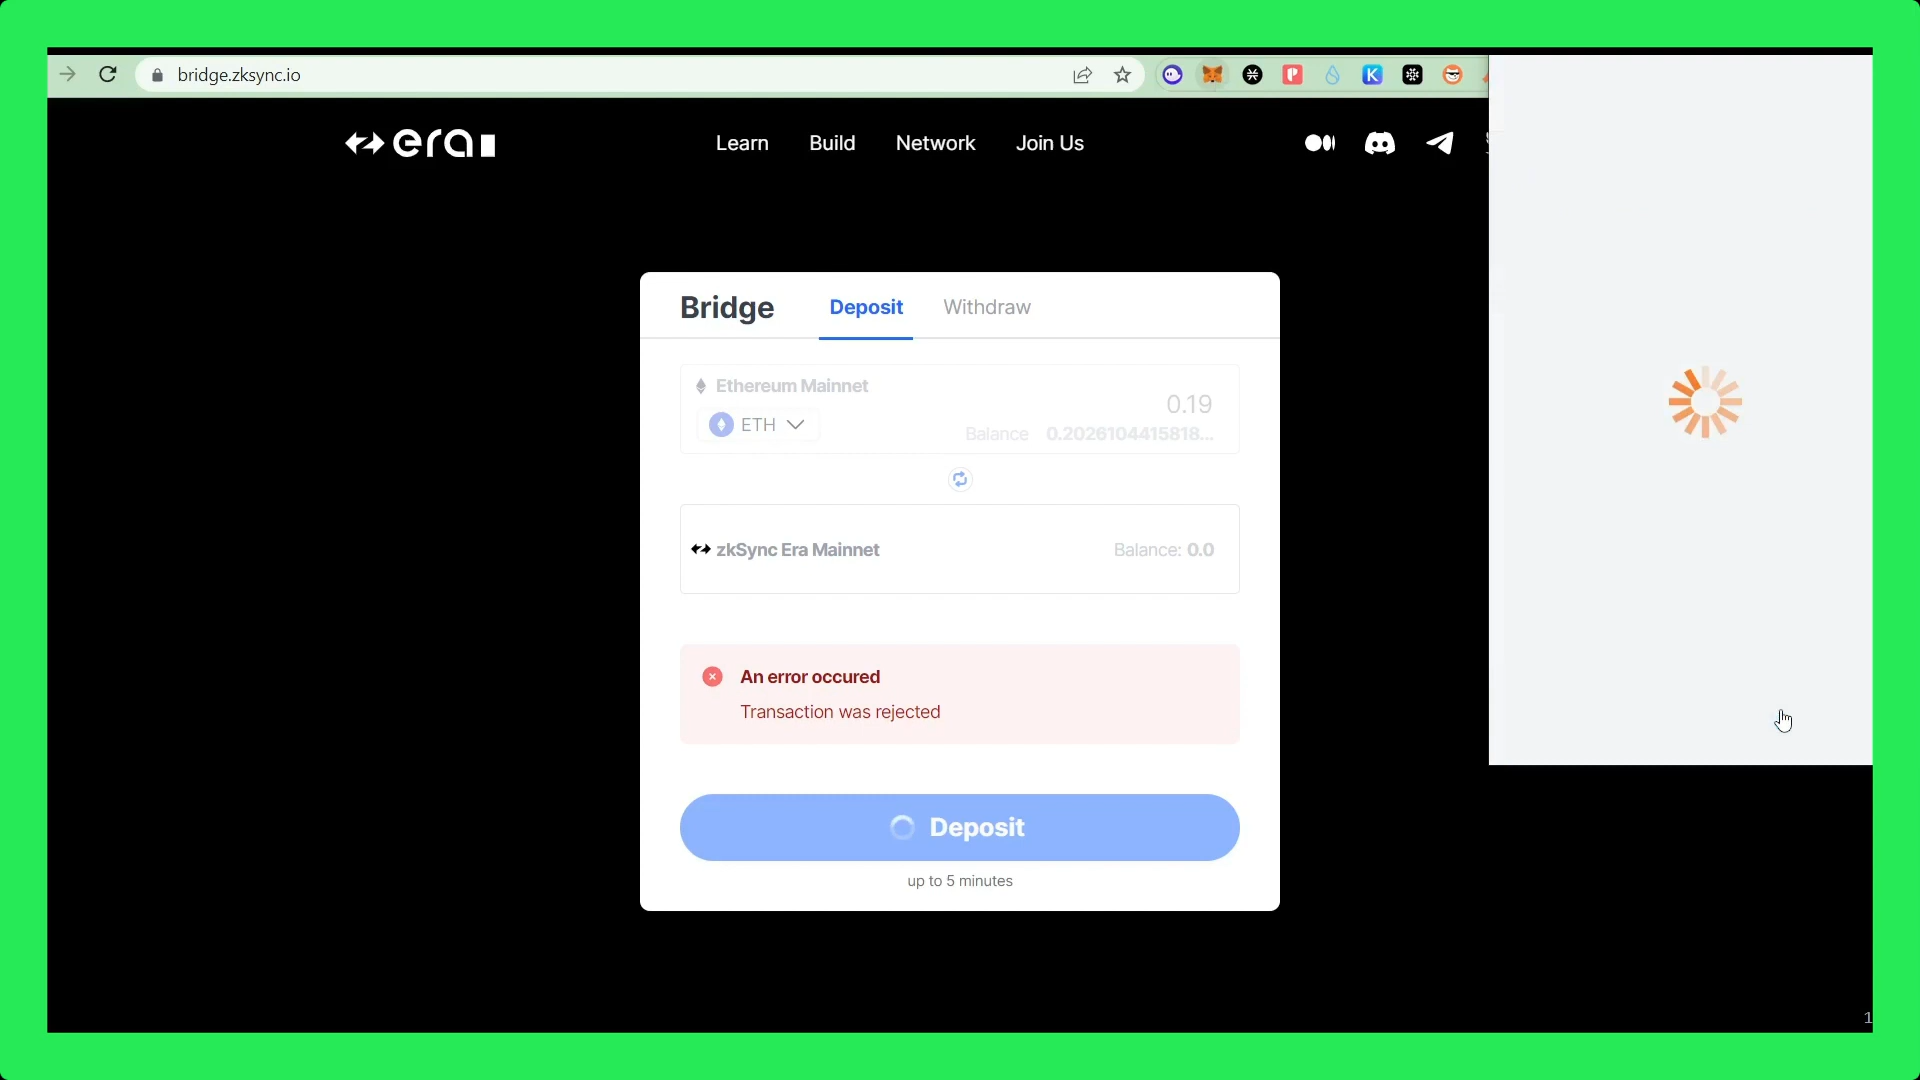 bridge.zksync.io
era
Learn Build Network Join Us
Bridge Deposit Withdraw
Ethereum Mainnet
0.19
ETH
Balance 0.2026104415818...
zkSync Era Mainnet Balance: 0.0
An error occured
Transaction was rejected
Deposit
up to 5 minutes
1